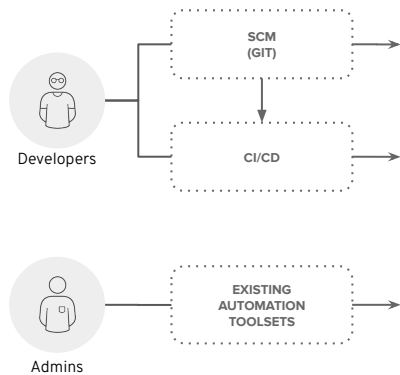 SCM
(GIT)
Developers
CI/CD
EXISTING
AUTOMATION
TOOLSETS
Admins